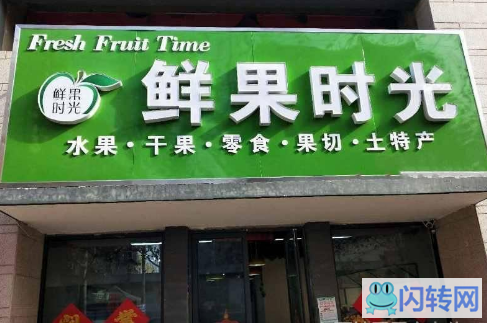 Fresh Fruit Time
鲜果
时光
鲜果时光
水果·干果·零食·果切·土特产
闪转网